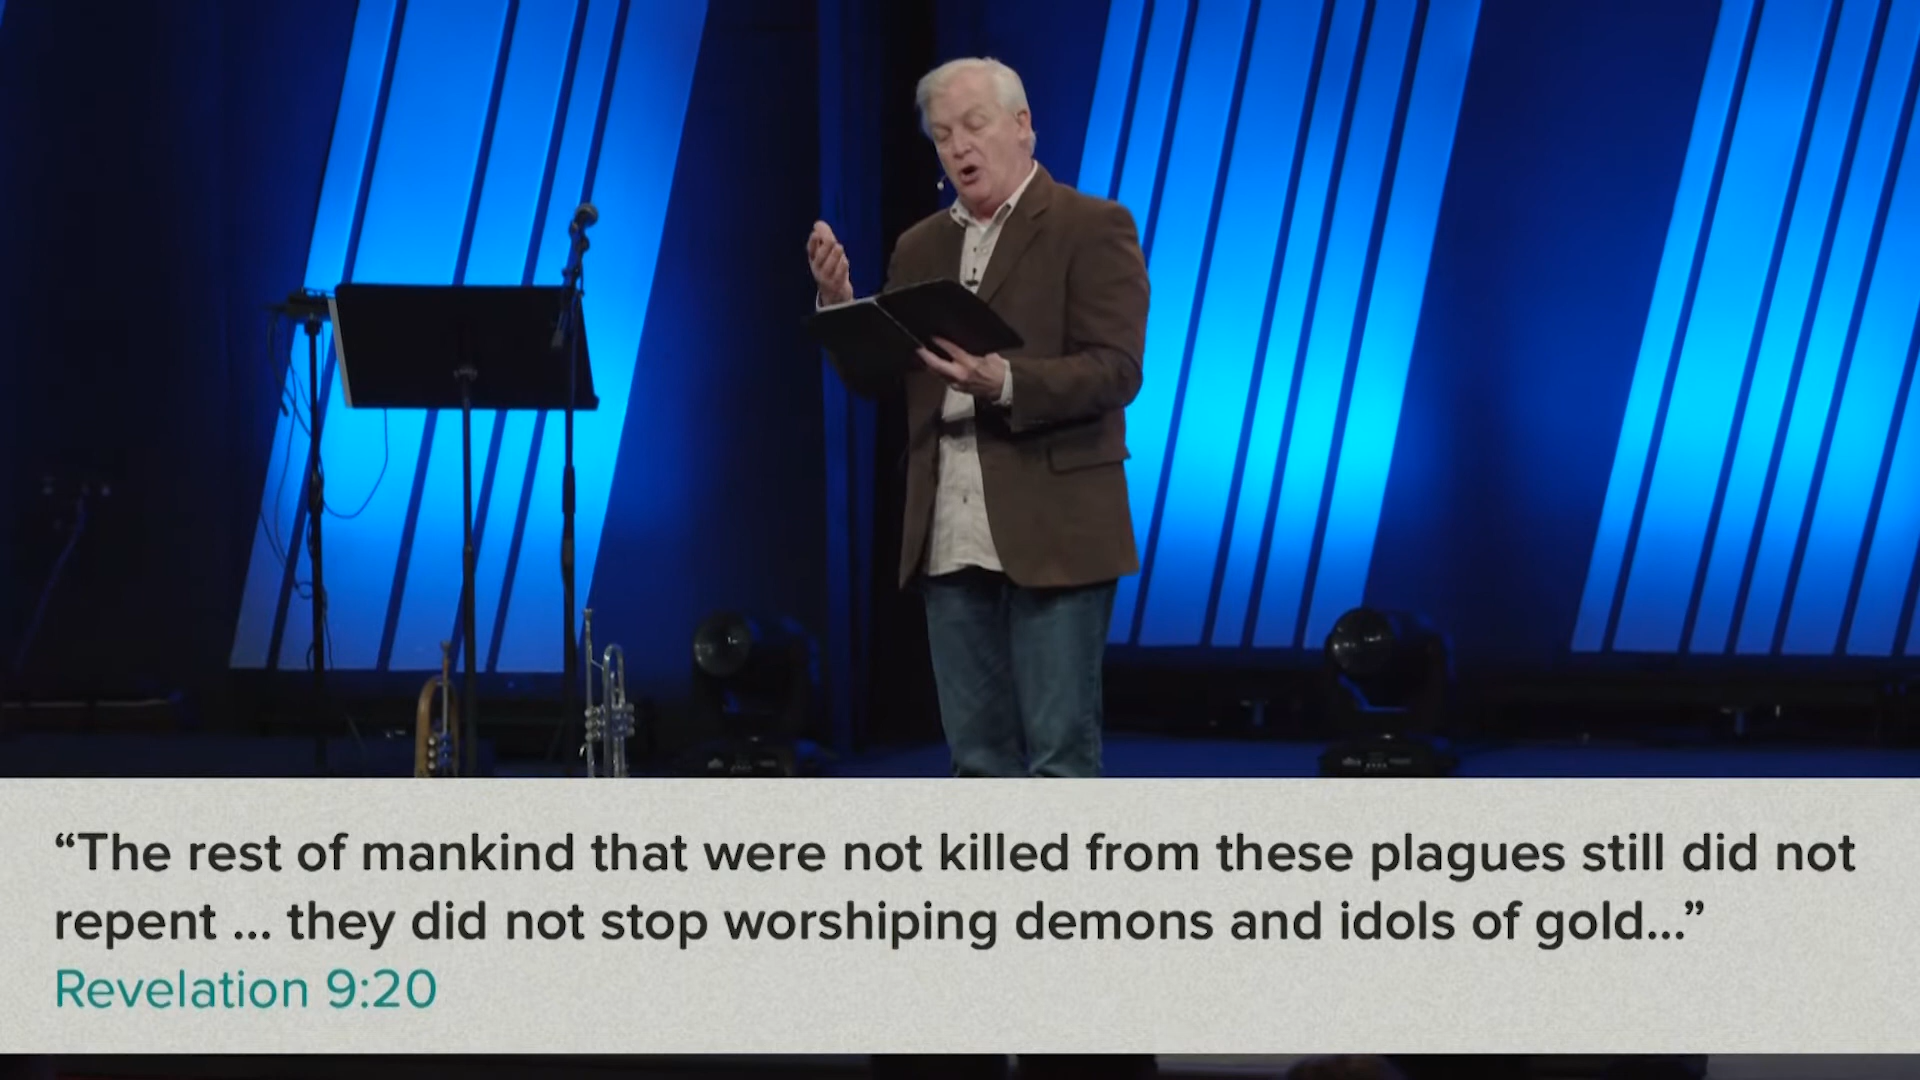 “The rest of mankind that were not killed from these plagues still did not
repent ... they did not stop worshiping demons and idols of gold...”
Revelation 9:20